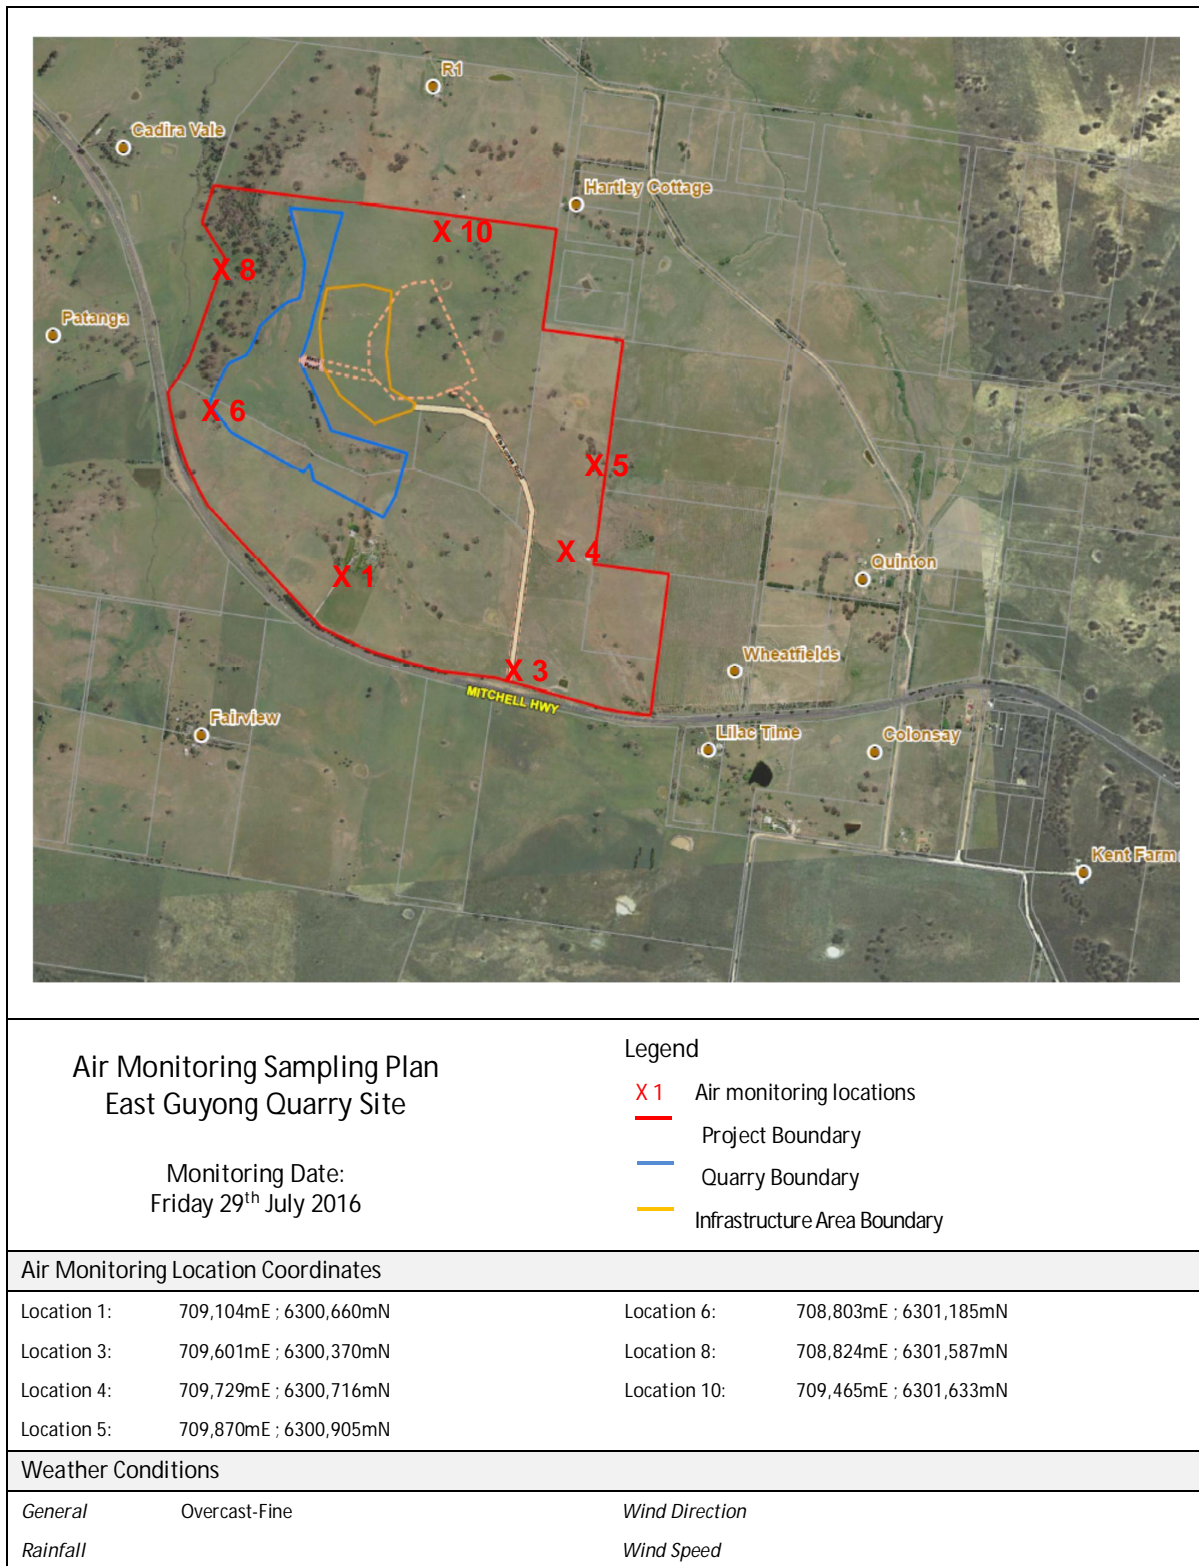 R1
Cadira Vale
Hartley Cottage
X 10
X 8
Patanga
X 6
X 5
X 4
Quinton
X 1
Wheatfields
X 3
MITCHELL HWY
Fairview
Lilac Time
Colonsay
Kent Farm
Air Monitoring Sampling Plan
East Guyong Quarry Site
Monitoring Date:
Friday 29th July 2016
Legend
X 1 Air monitoring locations
Project Boundary
Quarry Boundary
Infrastructure Area Boundary
Air Monitoring Location Coordinates
Location 1: 709,104mE ; 6300,660mN
Location 6: 708,803mE ; 6301,185mN
Location 3: 709,601mE ; 6300,370mN
Location 8: 708,824mE ; 6301,587mN
Location 4: 709,729mE ; 6300,716mN
Location 10: 709,465mE ; 6301,633mN
Location 5: 709,870mE ; 6300,905mN
Weather Conditions
General Overcast-Fine
Wind Direction
Rainfall
Wind Speed